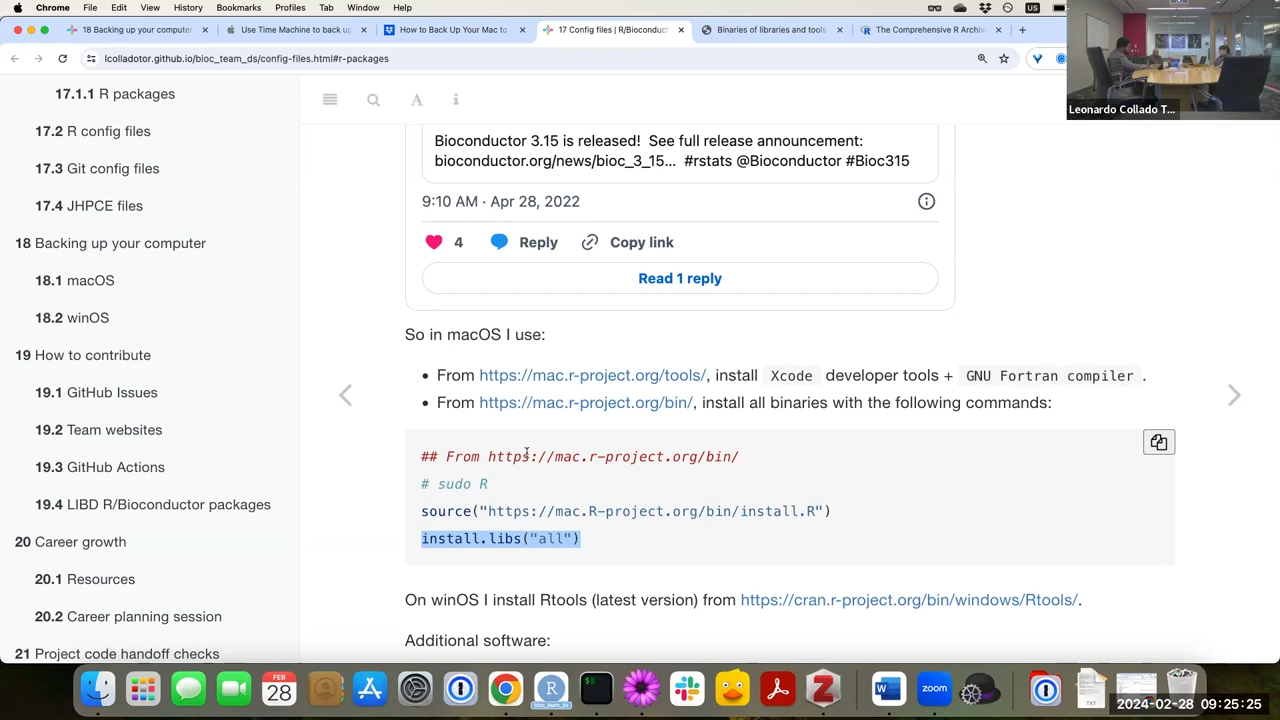 Chrome File Edit View History Bookmarks Profiles Tab Window Help
18 Backing up your computer
Use Time Machine to back up
How to Back Up Your Mac to
17 Config files | R/Bioconduct
Binaries of libraries and tools
The Comprehensive R Archiv
lcolladotor.github.io/bioc_team_ds/config-files.html#r-packages
US
Leonardo Collado T...
17.1.1 R packages
17.2 R config files
17.3 Git config files
17.4 JHPCE files
18 Backing up your computer
18.1 macOS
18.2 winOS
19 How to contribute
19.1 GitHub Issues
19.2 Team websites
19.3 GitHub Actions
19.4 LIBD R/Bioconductor packages
20 Career growth
20.1 Resources
20.2 Career planning session
21 Project code handoff checks
Bioconductor 3.15 is released! See full release announcement:
bioconductor.org/news/bioc_3_15... #rstats @Bioconductor #Bioc315
9:10 AM · Apr 28, 2022
4 Reply Copy link
Read 1 reply
So in macOS I use:
• From https://mac.r-project.org/tools/, install Xcode developer tools + GNU Fortran compiler.
• From https://mac.r-project.org/bin/, install all binaries with the following commands:
## From https://mac.r-project.org/bin/
# sudo R
source("https://mac.R-project.org/bin/install.R")
install.libs("all")
On winOS I install Rtools (latest version) from https://cran.r-project.org/bin/windows/Rtools/.
Additional software:
FEB
28
bioc_team_ds
zoom
TXT
2024-02-28 09:25:25